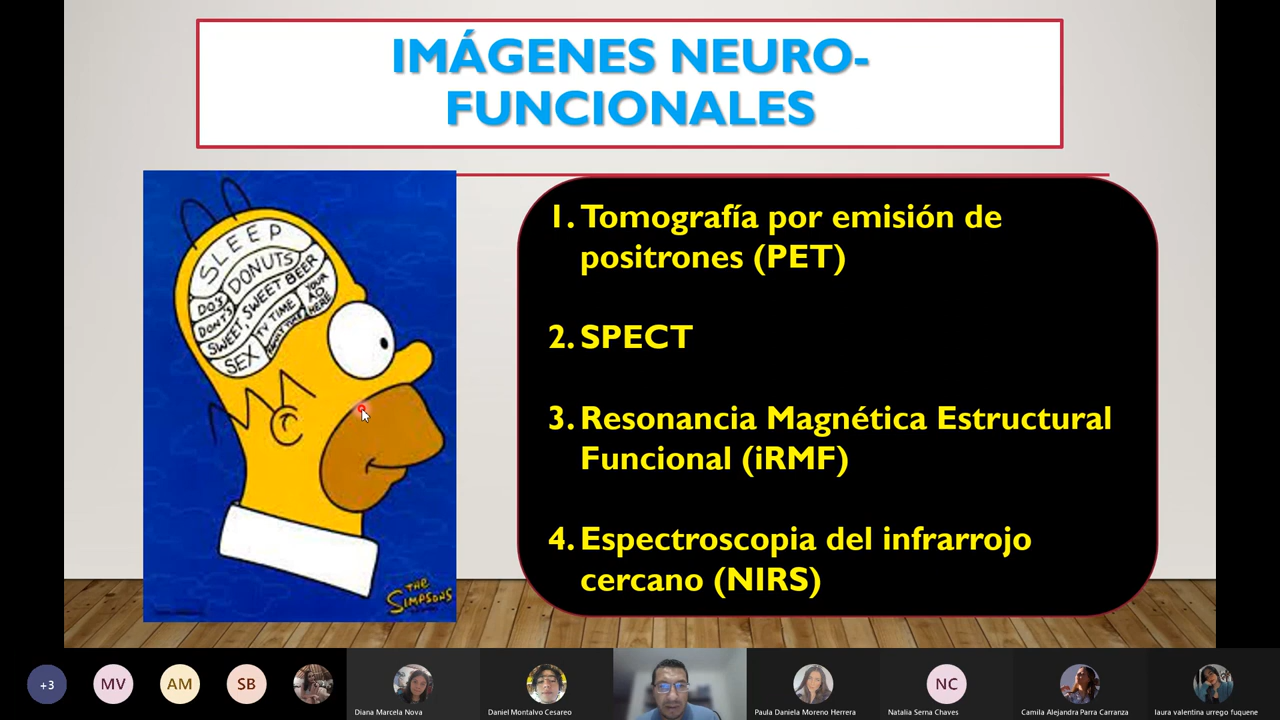 IMÁGENES NEURO-
FUNCIONALES
SLEEP
DONUTS
DO'S
DON'TS
SWEET, SWEET BEER
TV TIME
FAMILY TIME
YOUR
AD
HERE
SEX
THE
SIMPSONS
1. Tomografía por emisión de
positrones (PET)
2. SPECT
3. Resonancia Magnética Estructural
Funcional (iRMF)
4. Espectroscopia del infrarrojo
cercano (NIRS)
+3
MV
AM
SB
NC
Diana Marcela Nova
Daniel Montalvo Cesareo
Paula Daniela Moreno Herrera
Natalia Serna Chaves
Camila Alejandra Parra Carranza
laura valentina urrego fuquene